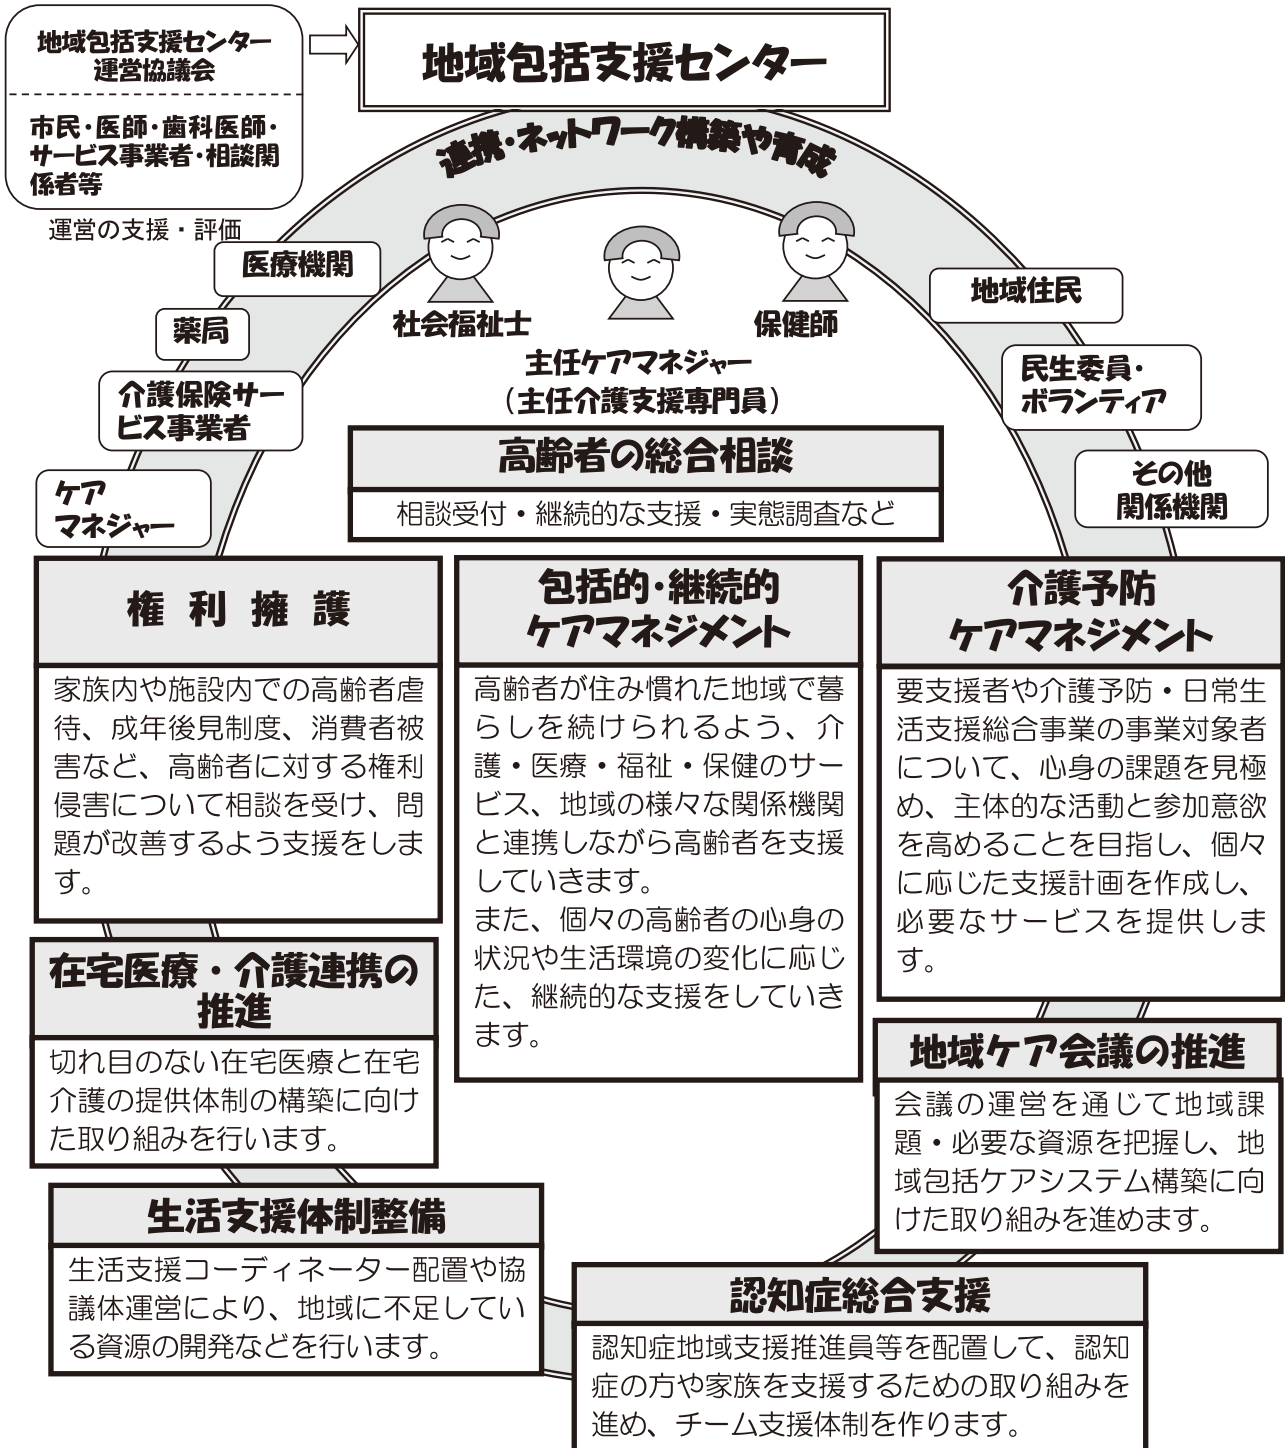 地域包括支援センター
運営協議会
市民・医師・歯科医師・
サービス事業者・相談関
係者等
運営の支援・評価
地域包括支援センター
連携・ネットワーク構築や育成
医療機関
薬局
介護保険サー
ビス事業者
ケア
マネジャー
社会福祉士
保健師
主任ケアマネジャー
（主任介護支援専門員）
地域住民
民生委員・
ボランティア
その他
関係機関
高齢者の総合相談
相談受付・継続的な支援・実態調査など
権利擁護
家族内や施設内での高齢者虐
待、成年後見制度、消費者被
害など、高齢者に対する権利
侵害について相談を受け、問
題が改善するよう支援をしま
す。
包括的・継続的
ケアマネジメント
高齢者が住み慣れた地域で暮
らしを続けられるよう、介
護・医療・福祉・保健のサー
ビス、地域の様々な関係機関
と連携しながら高齢者を支援
していきます。
また、個々の高齢者の心身の
状況や生活環境の変化に応じ
た、継続的な支援をしていき
ます。
介護予防
ケアマネジメント
要支援者や介護予防・日常生
活支援総合事業の事業対象者
について、心身の課題を見極
め、主体的な活動と参加意欲
を高めることを目指し、個々
に応じた支援計画を作成し、
必要なサービスを提供しま
す。
在宅医療・介護連携の
推進
切れ目のない在宅医療と在宅
介護の提供体制の構築に向け
た取り組みを行います。
地域ケア会議の推進
会議の運営を通じて地域課
題・必要な資源を把握し、地
域包括ケアシステム構築に向
けた取り組みを進めます。
生活支援体制整備
生活支援コーディネーター配置や協
議体運営により、地域に不足してい
る資源の開発などを行います。
認知症総合支援
認知症地域支援推進員等を配置して、認知
症の方や家族を支援するための取り組みを
進め、チーム支援体制を作ります。